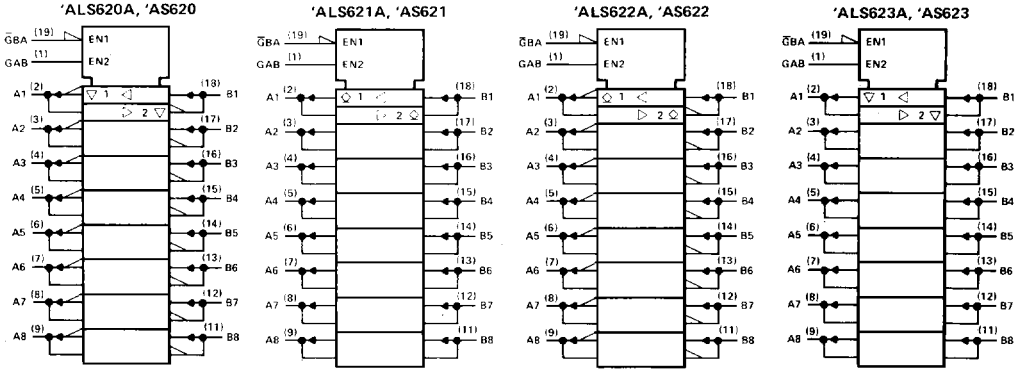 'ALS620A, 'AS620
G̅BA (19) EN1
GAB (1) EN2
A1 (2) ▽ 1 ◁ (18) B1
▷ 2 ▽
A2 (3) (17) B2
A3 (4) (16) B3
A4 (5) (15) B4
A5 (6) (14) B5
A6 (7) (13) B6
A7 (8) (12) B7
A8 (9) (11) B8
'ALS621A, 'AS621
G̅BA (19) EN1
GAB (1) EN2
A1 (2) 1 ◁ (18) B1
▷ 2
A2 (3) (17) B2
A3 (4) (16) B3
A4 (5) (15) B4
A5 (6) (14) B5
A6 (7) (13) B6
A7 (8) (12) B7
A8 (9) (11) B8
'ALS622A, 'AS622
G̅BA (19) EN1
GAB (1) EN2
A1 (2) 1 ◁ (18) B1
▷ 2
A2 (3) (17) B2
A3 (4) (16) B3
A4 (5) (15) B4
A5 (6) (14) B5
A6 (7) (13) B6
A7 (8) (12) B7
A8 (9) (11) B8
'ALS623A, 'AS623
G̅BA (19) EN1
GAB (1) EN2
A1 (2) ▽ 1 ◁ (18) B1
▷ 2 ▽
A2 (3) (17) B2
A3 (4) (16) B3
A4 (5) (15) B4
A5 (6) (14) B5
A6 (7) (13) B6
A7 (8) (12) B7
A8 (9) (11) B8